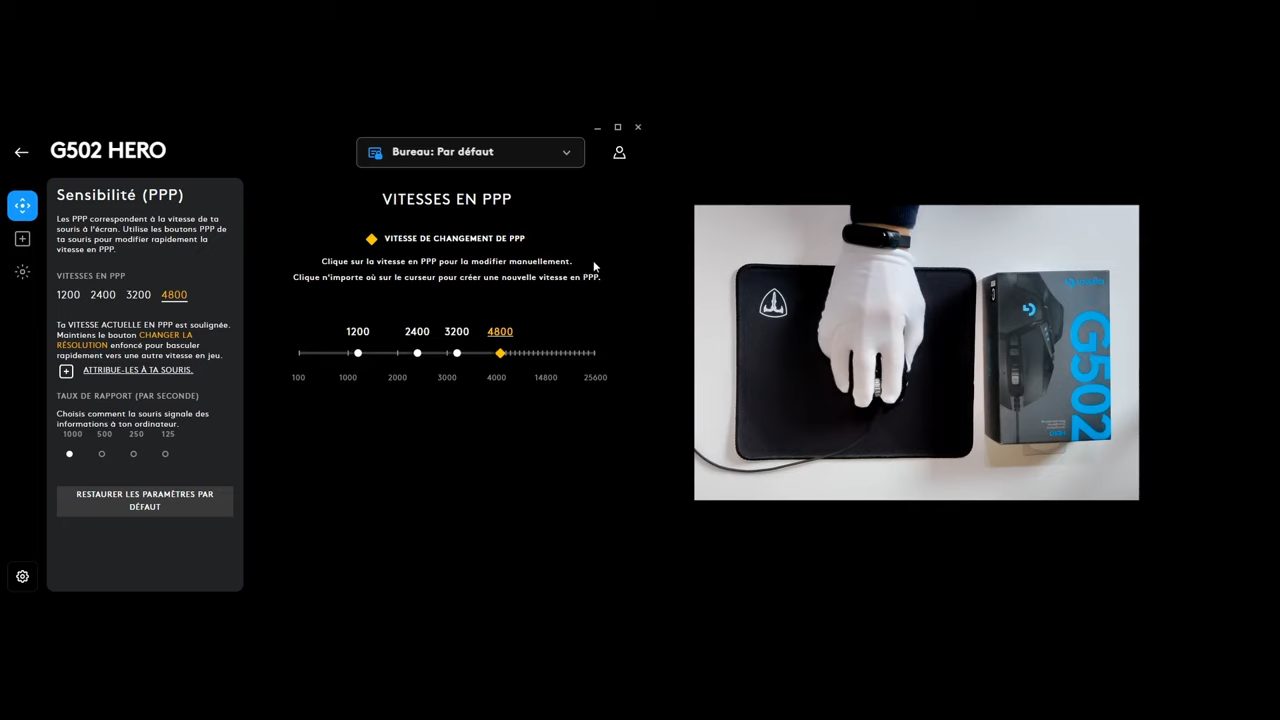 G502 HERO
Bureau: Par défaut
Sensibilité (PPP)
Les PPP correspondent à la vitesse de ta
souris à l'écran. Utilise les boutons PPP de
ta souris pour modifier rapidement la
vitesse en PPP.
VITESSES EN PPP
1200 2400 3200 4800
Ta VITESSE ACTUELLE EN PPP est soulignée.
Maintiens le bouton CHANGER LA
RÉSOLUTION enfoncé pour basculer
rapidement vers une autre vitesse en jeu.
ATTRIBUE-LES À TA SOURIS.
TAUX DE RAPPORT (PAR SECONDE)
Choisis comment la souris signale des
informations à ton ordinateur.
1000 500 250 125
RESTAURER LES PARAMÈTRES PAR
DÉFAUT
VITESSES EN PPP
VITESSE DE CHANGEMENT DE PPP
Clique sur la vitesse en PPP pour la modifier manuellement.
Clique n'importe où sur le curseur pour créer une nouvelle vitesse en PPP.
1200 2400 3200 4800
100 1000 2000 3000 4000 14800 25600
G502